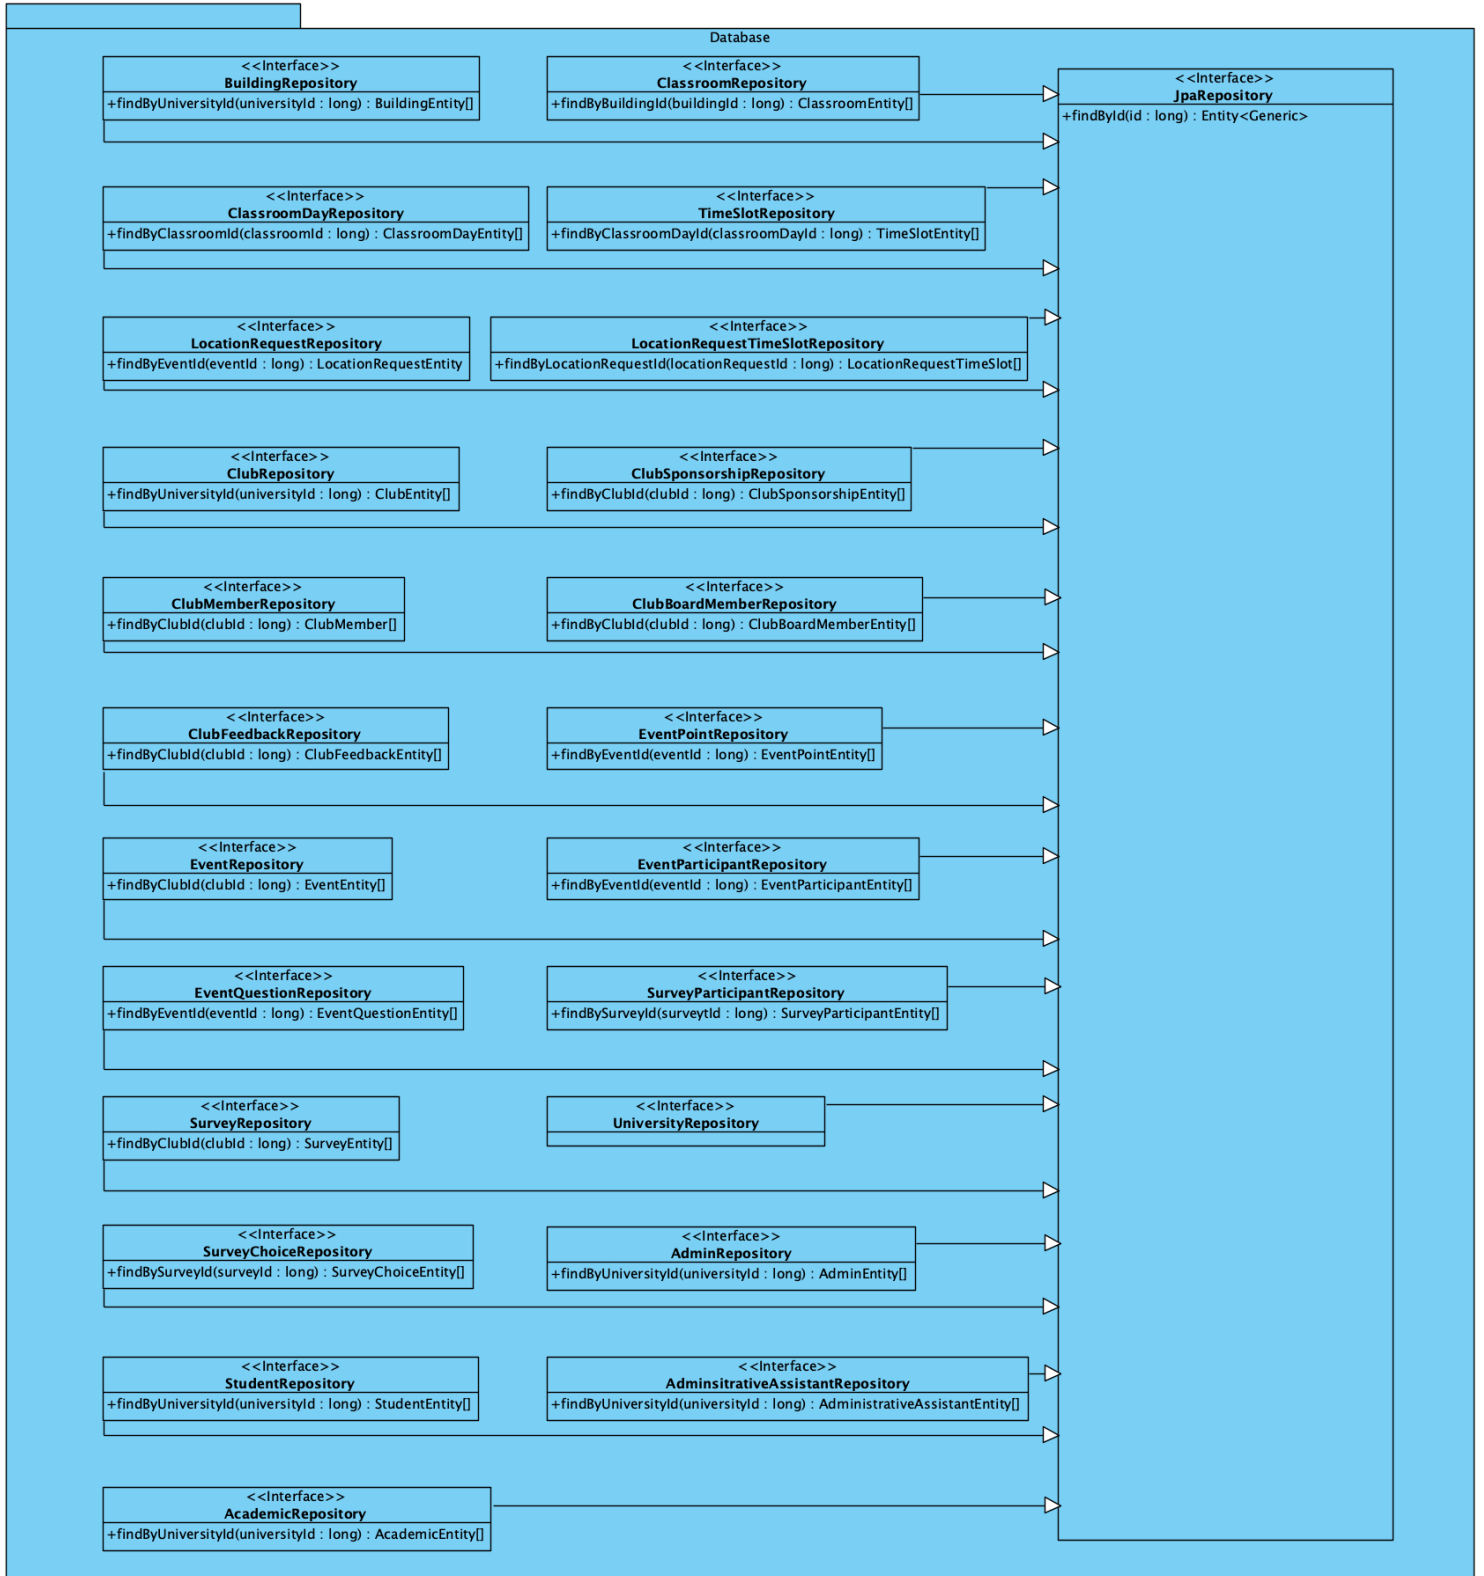 Database
<<Interface>>
BuildingRepository
+findByUniversityId(universityId : long) : BuildingEntity[]
<<Interface>>
ClassroomRepository
+findByBuildingId(buildingId : long) : ClassroomEntity[]
<<Interface>>
JpaRepository
+findById(id : long) : Entity<Generic>
<<Interface>>
ClassroomDayRepository
+findByClassroomId(classroomId : long) : ClassroomDayEntity[]
<<Interface>>
TimeSlotRepository
+findByClassroomDayId(classroomDayId : long) : TimeSlotEntity[]
<<Interface>>
LocationRequestRepository
+findByEventId(eventId : long) : LocationRequestEntity
<<Interface>>
LocationRequestTimeSlotRepository
+findByLocationRequestId(locationRequestId : long) : LocationRequestTimeSlot[]
<<Interface>>
ClubRepository
+findByUniversityId(universityId : long) : ClubEntity[]
<<Interface>>
ClubSponsorshipRepository
+findByClubId(clubId : long) : ClubSponsorshipEntity[]
<<Interface>>
ClubMemberRepository
+findByClubId(clubId : long) : ClubMember[]
<<Interface>>
ClubBoardMemberRepository
+findByClubId(clubId : long) : ClubBoardMemberEntity[]
<<Interface>>
ClubFeedbackRepository
+findByClubId(clubId : long) : ClubFeedbackEntity[]
<<Interface>>
EventPointRepository
+findByEventId(eventId : long) : EventPointEntity[]
<<Interface>>
EventRepository
+findByClubId(clubId : long) : EventEntity[]
<<Interface>>
EventParticipantRepository
+findByEventId(eventId : long) : EventParticipantEntity[]
<<Interface>>
EventQuestionRepository
+findByEventId(eventId : long) : EventQuestionEntity[]
<<Interface>>
SurveyParticipantRepository
+findBySurveyId(surveytId : long) : SurveyParticipantEntity[]
<<Interface>>
SurveyRepository
+findByClubId(clubId : long) : SurveyEntity[]
<<Interface>>
UniversityRepository
<<Interface>>
SurveyChoiceRepository
+findBySurveyId(surveyId : long) : SurveyChoiceEntity[]
<<Interface>>
AdminRepository
+findByUniversityId(universityId : long) : AdminEntity[]
<<Interface>>
StudentRepository
+findByUniversityId(universityId : long) : StudentEntity[]
<<Interface>>
AdminsitrativeAssistantRepository
+findByUniversityId(universityId : long) : AdministrativeAssistantEntity[]
<<Interface>>
AcademicRepository
+findByUniversityId(universityId : long) : AcademicEntity[]